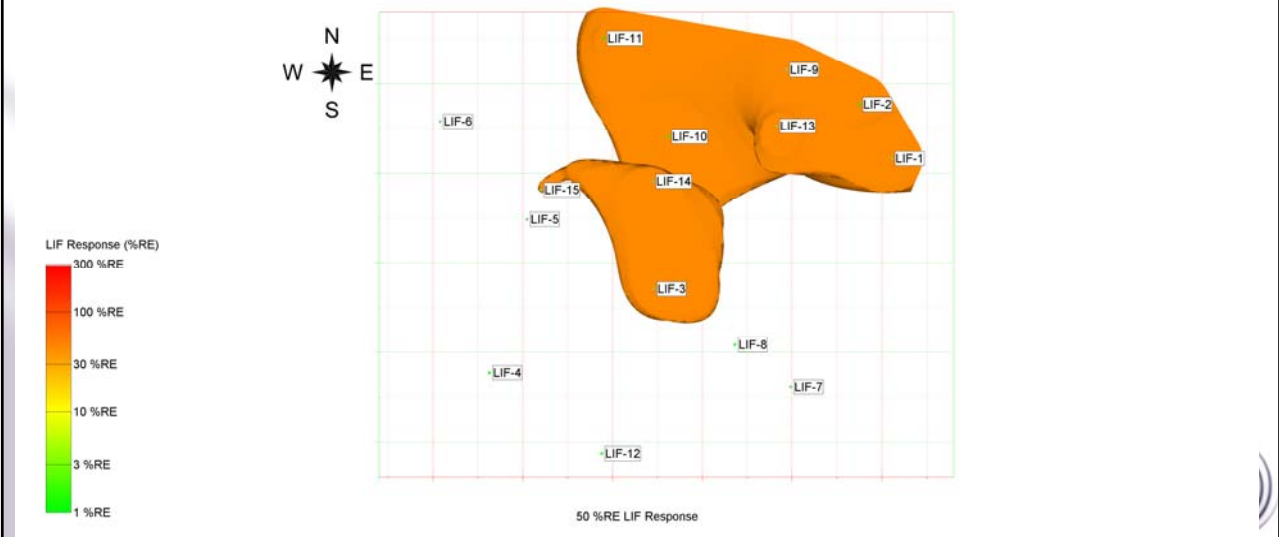 N
W E
S
LIF-11
LIF-9
LIF-2
LIF-6
LIF-13
LIF-10
LIF-1
LIF-14
LIF-15
LIF-5
LIF Response (%RE)
300 %RE
100 %RE
30 %RE
10 %RE
3 %RE
1 %RE
LIF-3
LIF-8
LIF-4
LIF-7
LIF-12
50 %RE LIF Response